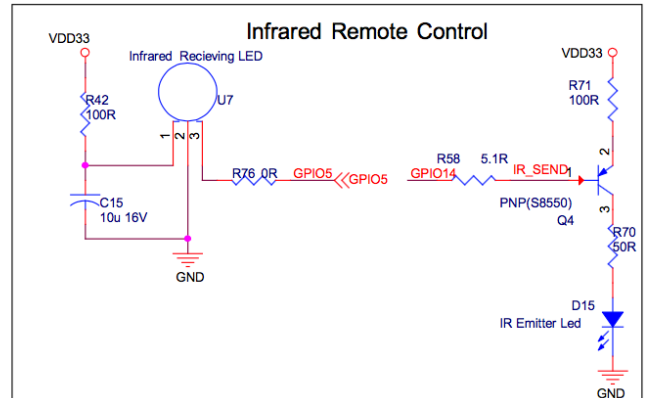 Infrared Remote Control
VDD33
Infrared Recieving LED
U7
R42
100R
1
2
3
C15
10u 16V
GND
R76 0R
GPIO5
GPIO5
GPIO14
R58
5.1R
IR_SEND
1
VDD33
R71
100R
2
PNP(S8550)
Q4
3
R70
50R
D15
IR Emitter Led
GND